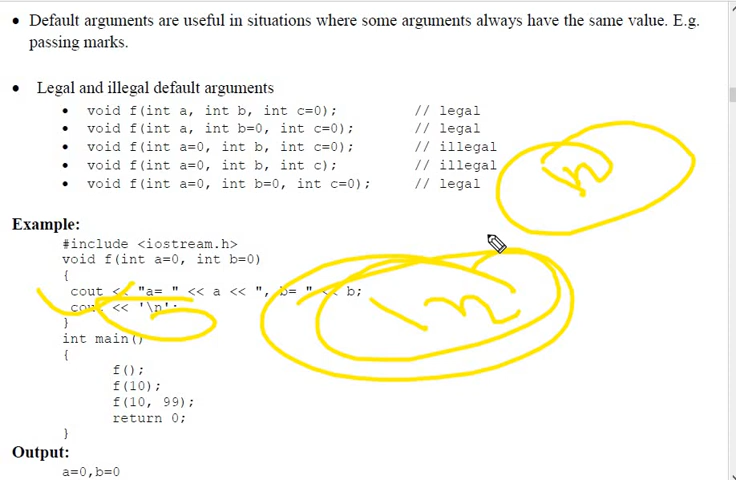 • Default arguments are useful in situations where some arguments always have the same value. E.g.
passing marks.
• Legal and illegal default arguments
• void f(int a, int b, int c=0); // legal
• void f(int a, int b=0, int c=0); // legal
• void f(int a=0, int b, int c=0); // illegal
• void f(int a=0, int b, int c); // illegal
• void f(int a=0, int b=0, int c=0); // legal
n
Example:
#include <iostream.h>
void f(int a=0, int b=0)
{
cout << "a= " << a << ", b= " << b;
cout << '\n';
\n
}
int main()
{
f();
f(10);
f(10, 99);
return 0;
}
Output:
a=0,b=0